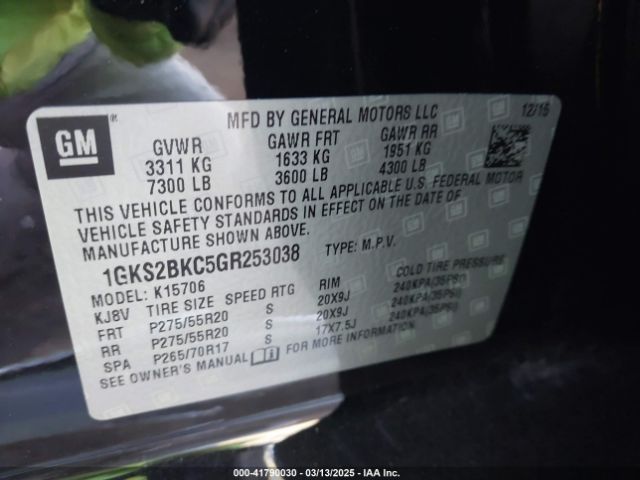 GM ®
MFD BY GENERAL MOTORS LLC 12/15
GVWR GAWR FRT GAWR RR
3311 KG 1633 KG 1951 KG
7300 LB 3600 LB 4300 LB
THIS VEHICLE CONFORMS TO ALL APPLICABLE U.S. FEDERAL MOTOR
VEHICLE SAFETY STANDARDS IN EFFECT ON THE DATE OF
MANUFACTURE SHOWN ABOVE.
1GKS2BKC5GR253038 TYPE: M.P.V.
MODEL: K15706
KJ8V TIRE SIZE SPEED RTG RIM COLD TIRE PRESSURE
FRT P275/55R20 S 20X9J 240KPA(35PSI)
RR P275/55R20 S 20X9J 240KPA(35PSI)
SPA P265/70R17 S 17X7.5J 240KPA(35PSI)
SEE OWNER'S MANUAL FOR MORE INFORMATION.
000-41790030 - 03/13/2025 - IAA Inc.